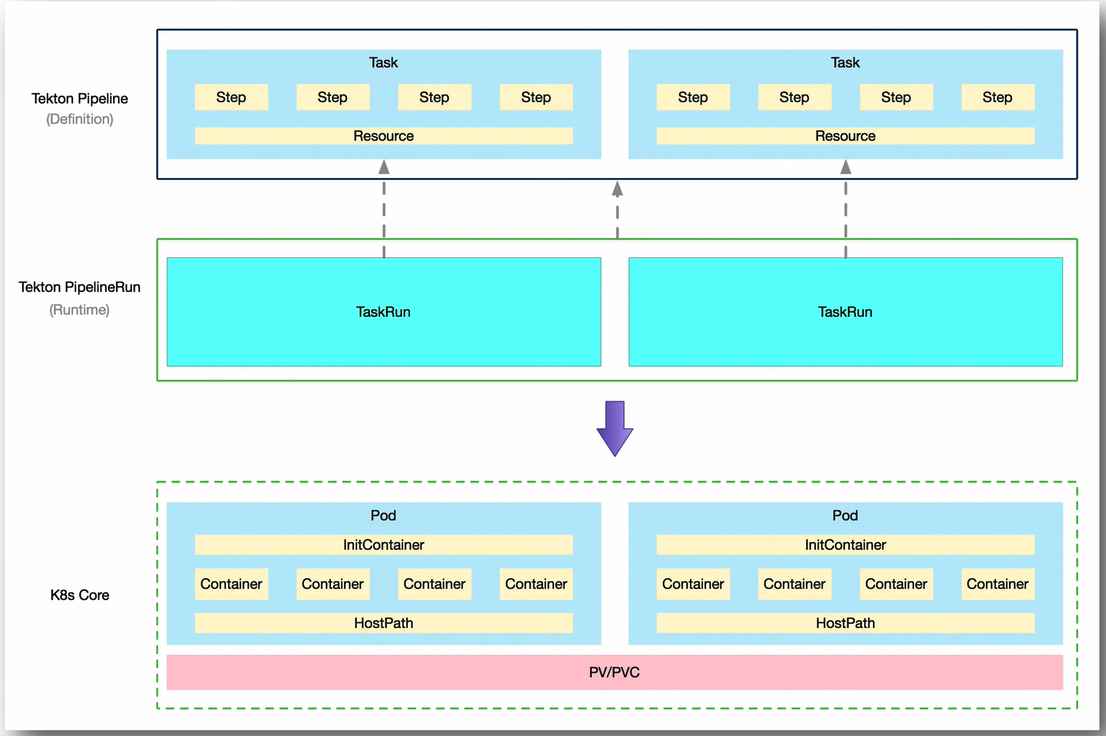 Task
Task
Tekton Pipeline
(Definition)
Step
Step
Step
Step
Step
Step
Step
Step
Resource
Resource
Tekton PipelineRun
(Runtime)
TaskRun
TaskRun
Pod
Pod
InitContainer
InitContainer
K8s Core
Container
Container
Container
Container
Container
Container
Container
Container
HostPath
HostPath
PV/PVC